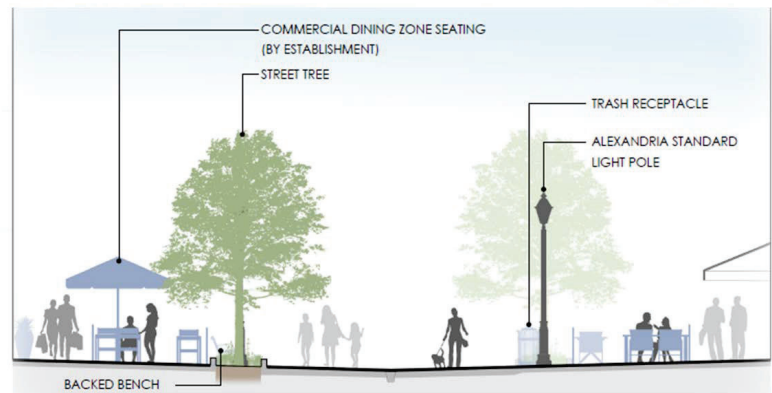 COMMERCIAL DINING ZONE SEATING
(BY ESTABLISHMENT)
STREET TREE
TRASH RECEPTACLE
ALEXANDRIA STANDARD
LIGHT POLE
BACKED BENCH